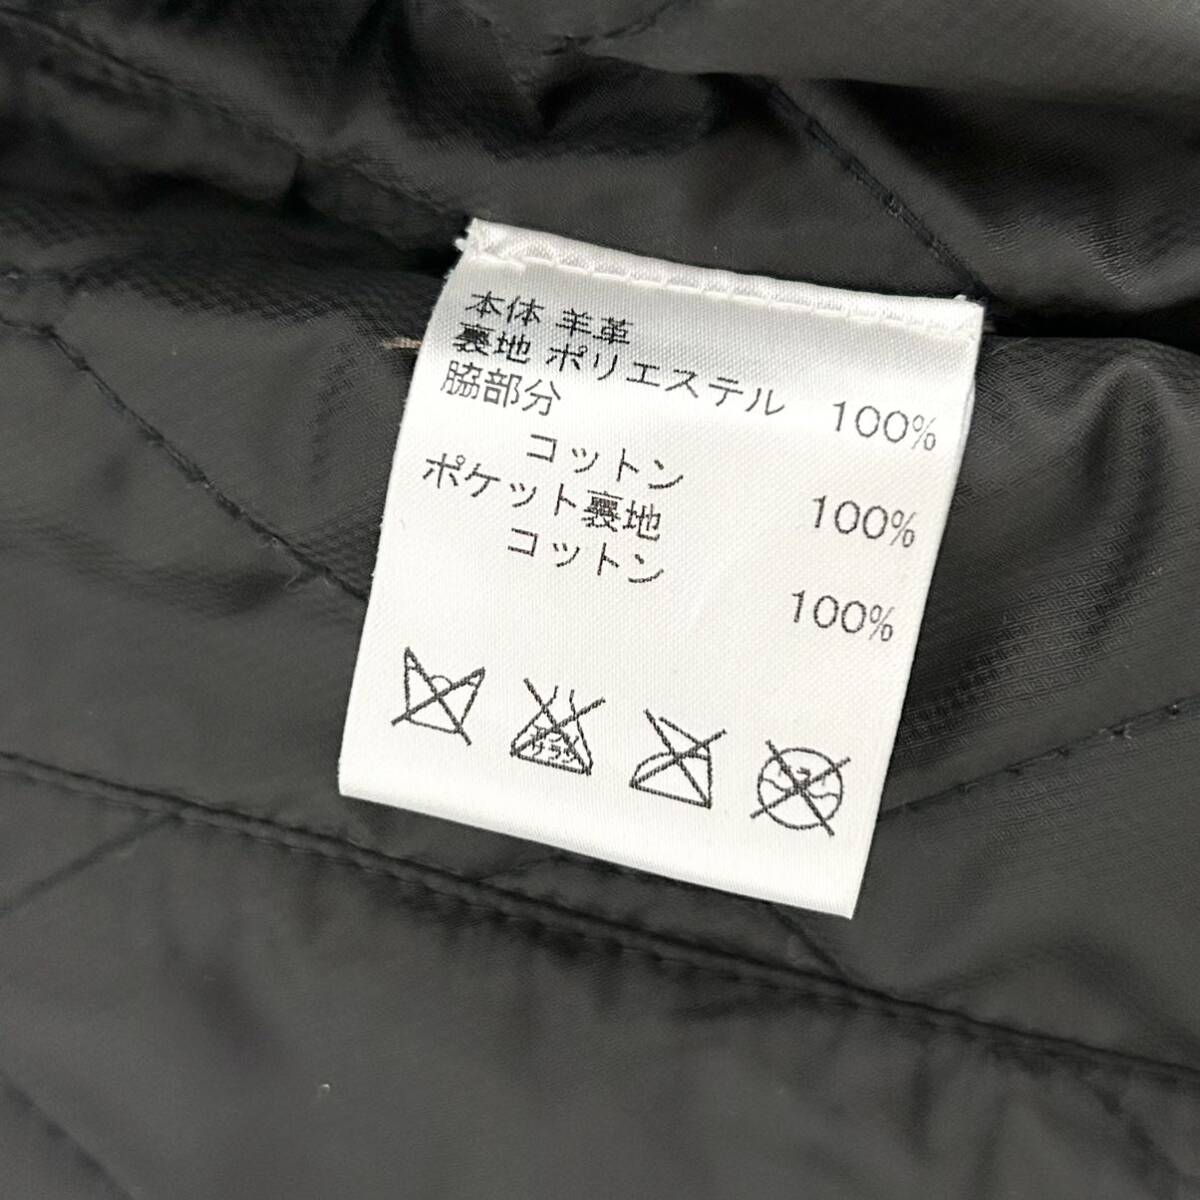 本体 羊革
裏地 ポリエステル 100%
脇部分
コットン 100%
ポケット裏地
コットン 100%